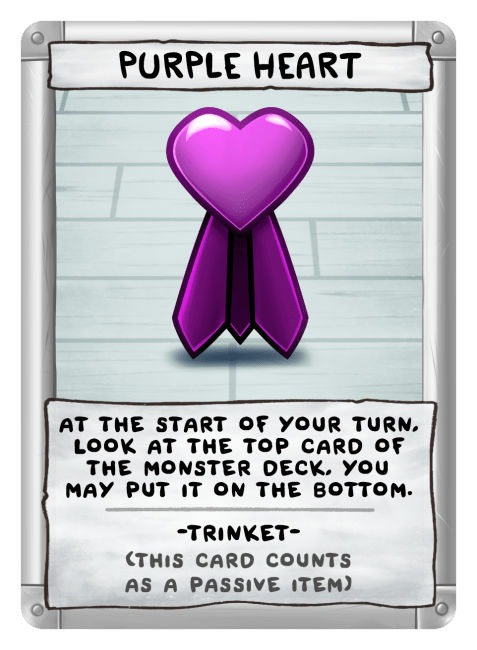 PURPLE HEART
AT THE START OF YOUR TURN,
LOOK AT THE TOP CARD OF
THE MONSTER DECK. YOU
MAY PUT IT ON THE BOTTOM.
-TRINKET-
(THIS CARD COUNTS
AS A PASSIVE ITEM)